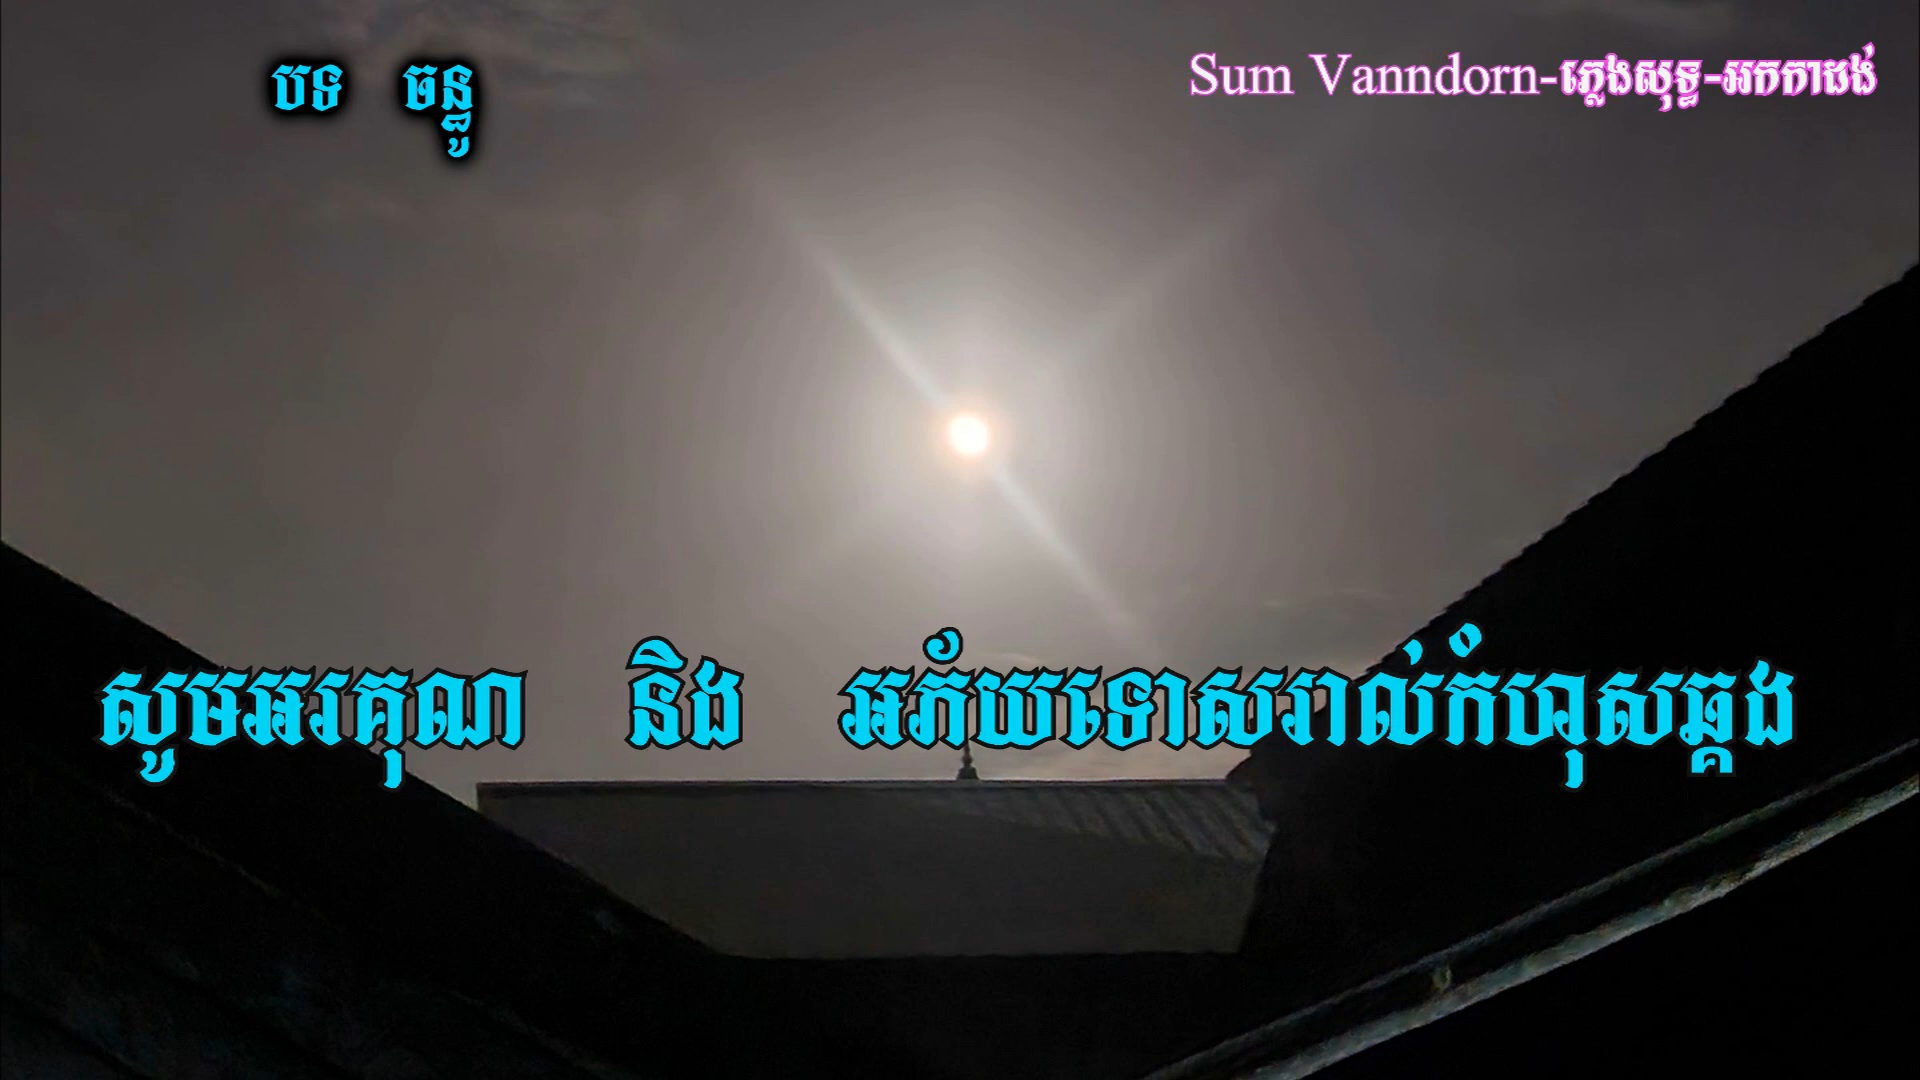 បទ ចន្ទូ
Sum Vanndorn-ភ្លេងសុទ្ធ-អកកាដង់
សូមអរគុណ និង អភ័យទោសរាល់កំហុសឆ្គង